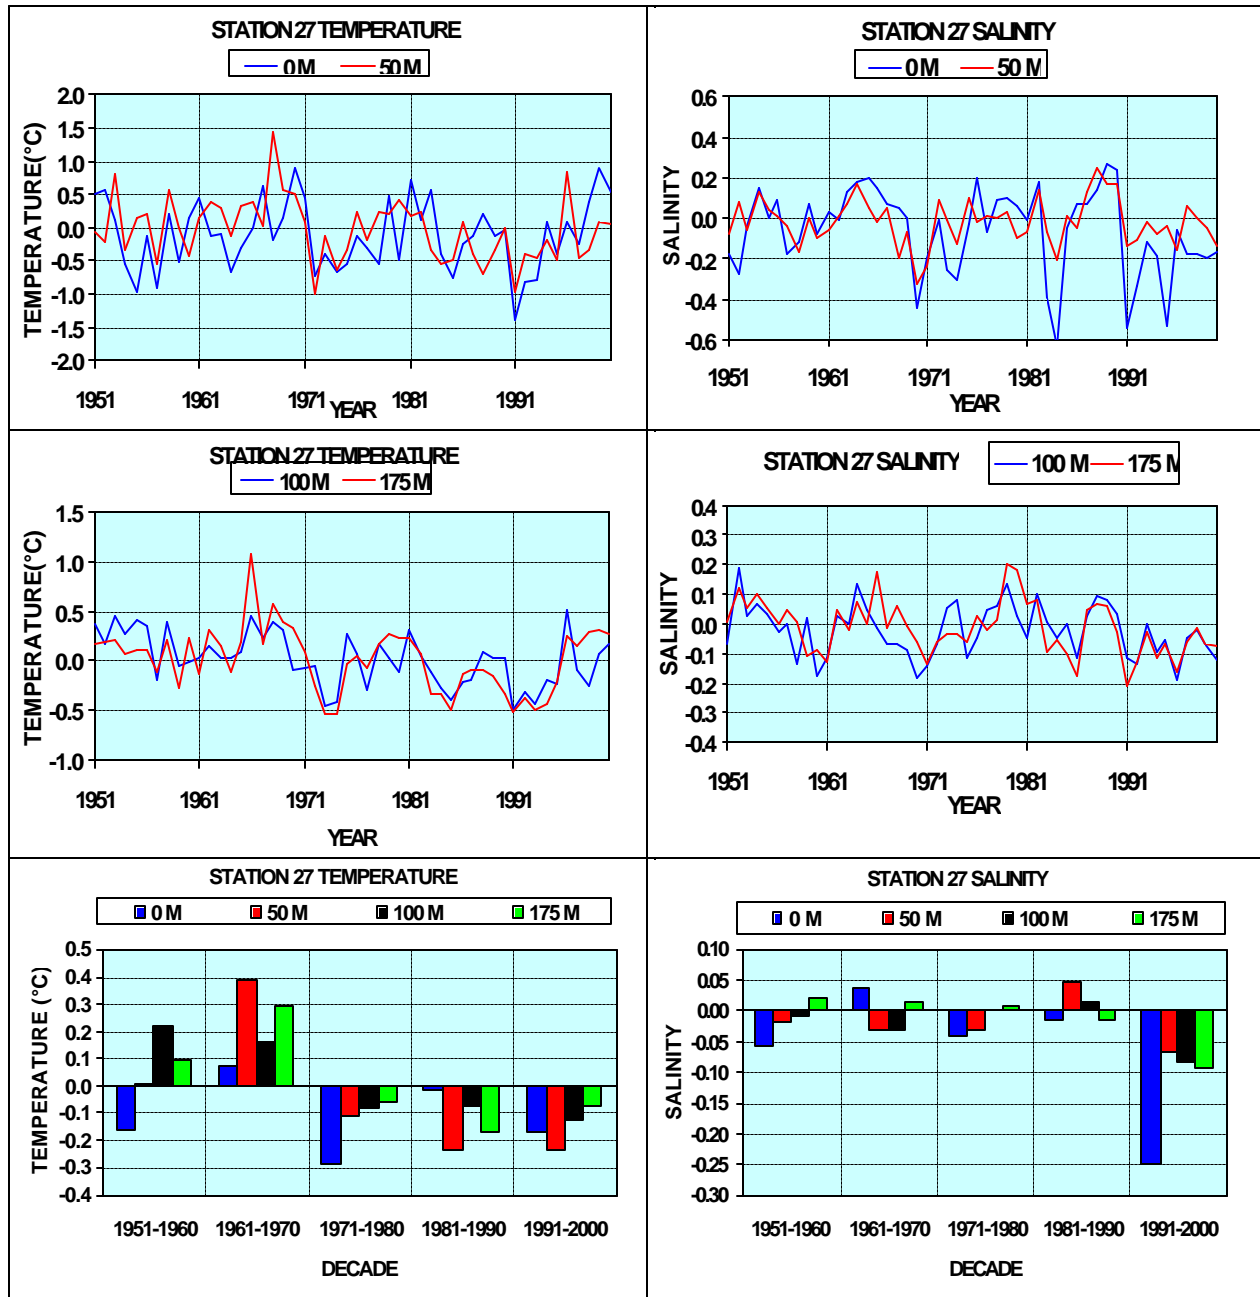 STATION 27 TEMPERATURE
0 M 50 M
2.0
1.5
1.0
0.5
0.0
-0.5
-1.0
-1.5
-2.0
TEMPERATURE(°C)
1951 1961 1971 1981 1991
YEAR
STATION 27 SALINITY
0 M 50 M
0.6
0.4
0.2
0.0
-0.2
-0.4
-0.6
SALINITY
1951 1961 1971 1981 1991
YEAR
STATION 27 TEMPERATURE
100 M 175 M
1.5
1.0
0.5
0.0
-0.5
-1.0
TEMPERATURE(°C)
1951 1961 1971 1981 1991
YEAR
STATION 27 SALINITY
100 M 175 M
0.4
0.3
0.2
0.1
0.0
-0.1
-0.2
-0.3
-0.4
SALINITY
1951 1961 1971 1981 1991
YEAR
STATION 27 TEMPERATURE
0 M 50 M 100 M 175 M
0.5
0.4
0.3
0.2
0.1
0.0
-0.1
-0.2
-0.3
-0.4
TEMPERATURE (°C)
1951-1960 1961-1970 1971-1980 1981-1990 1991-2000
DECADE
STATION 27 SALINITY
0 M 50 M 100 M 175 M
0.10
0.05
0.00
-0.05
-0.10
-0.15
-0.20
-0.25
-0.30
SALINITY
1951-1960 1961-1970 1971-1980 1981-1990 1991-2000
DECADE